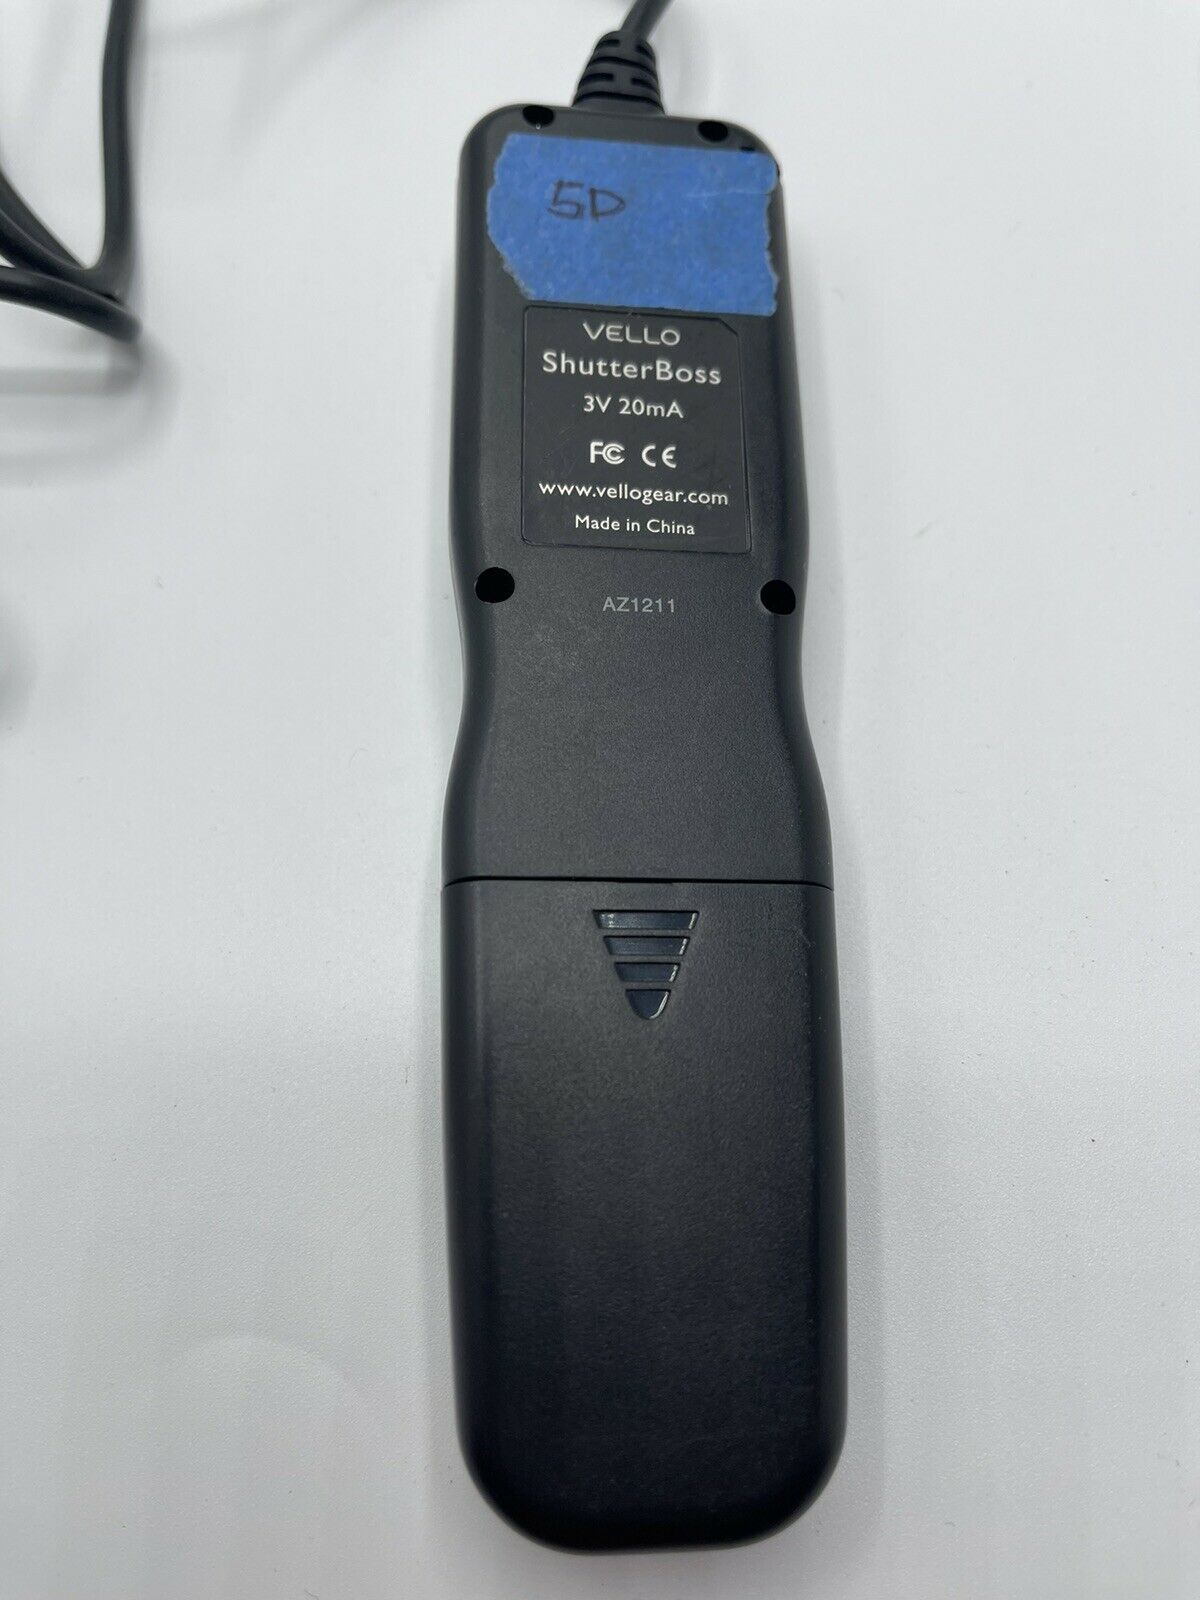 5D
VELLO
ShutterBoss
3V 20mA
FC CE
www.vellogear.com
Made in China
AZ1211